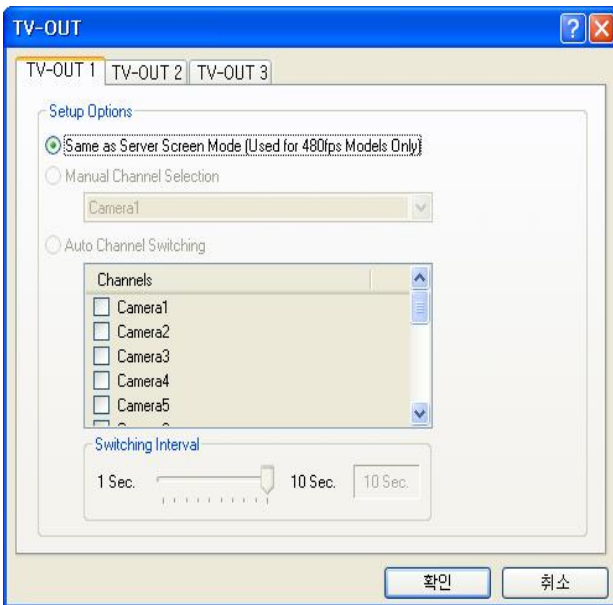 TV-OUT
TV-OUT 1 TV-OUT 2 TV-OUT 3
Setup Options
Same as Server Screen Mode (Used for 480fps Models Only)
Manual Channel Selection
Camera1
Auto Channel Switching
Channels
Camera1
Camera2
Camera3
Camera4
Camera5
Switching Interval
1 Sec. 10 Sec. 10 Sec.
확인 취소